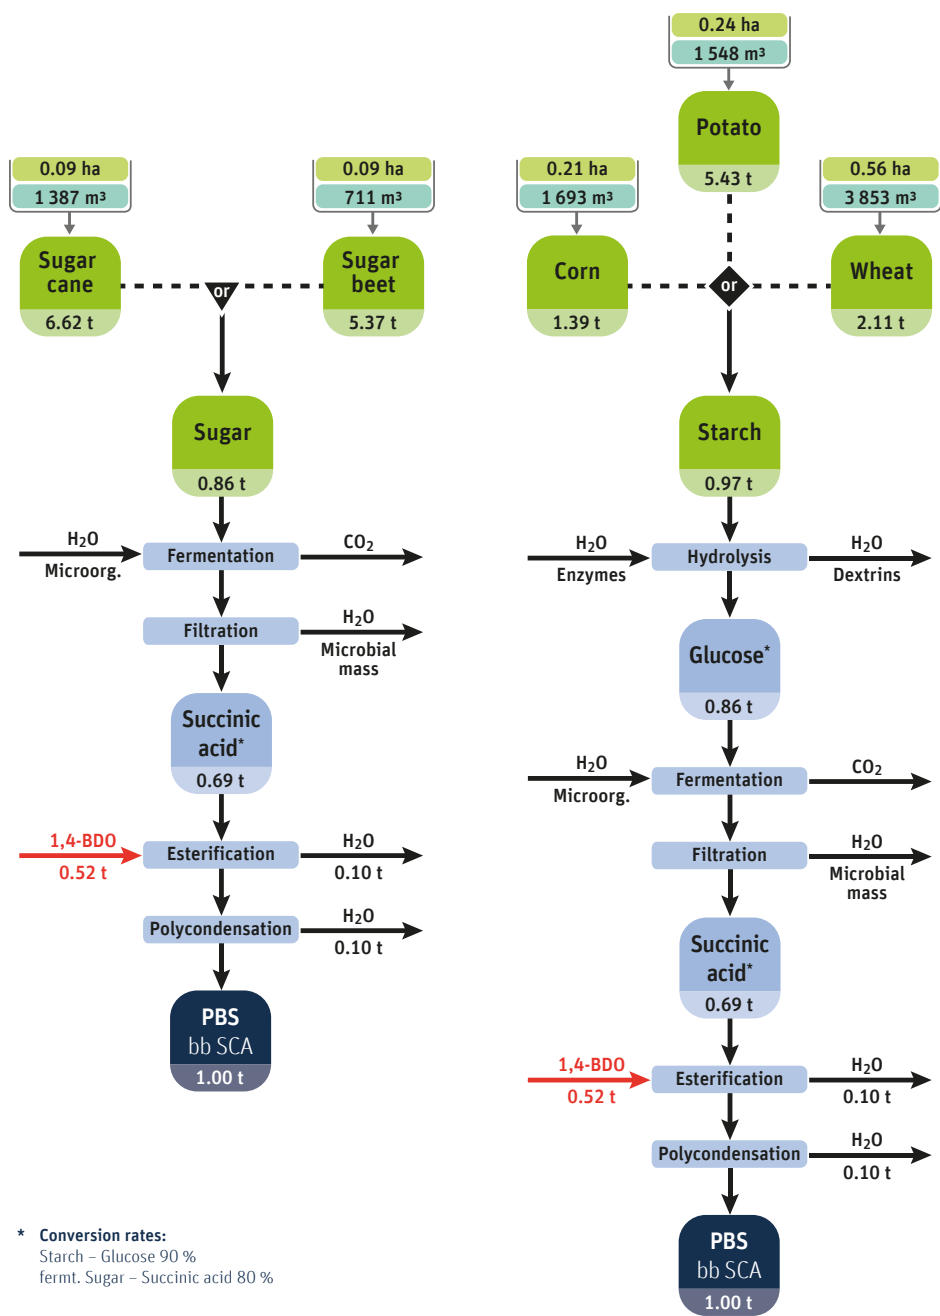 0.09 ha
1 387 m³
Sugar
cane
6.62 t
or
0.09 ha
711 m³
Sugar
beet
5.37 t
Sugar
0.86 t
H₂O
Microorg.
Fermentation
CO₂
Filtration
H₂O
Microbial
mass
Succinic
acid*
0.69 t
1,4-BDO
0.52 t
Esterification
H₂O
0.10 t
Polycondensation
H₂O
0.10 t
PBS
bb SCA
1.00 t
0.24 ha
1 548 m³
Potato
5.43 t
0.21 ha
1 693 m³
Corn
1.39 t
or
0.56 ha
3 853 m³
Wheat
2.11 t
Starch
0.97 t
H₂O
Enzymes
Hydrolysis
H₂O
Dextrins
Glucose*
0.86 t
H₂O
Microorg.
Fermentation
CO₂
Filtration
H₂O
Microbial
mass
Succinic
acid*
0.69 t
1,4-BDO
0.52 t
Esterification
H₂O
0.10 t
Polycondensation
H₂O
0.10 t
PBS
bb SCA
1.00 t
* Conversion rates:
Starch – Glucose 90 %
fermt. Sugar – Succinic acid 80 %